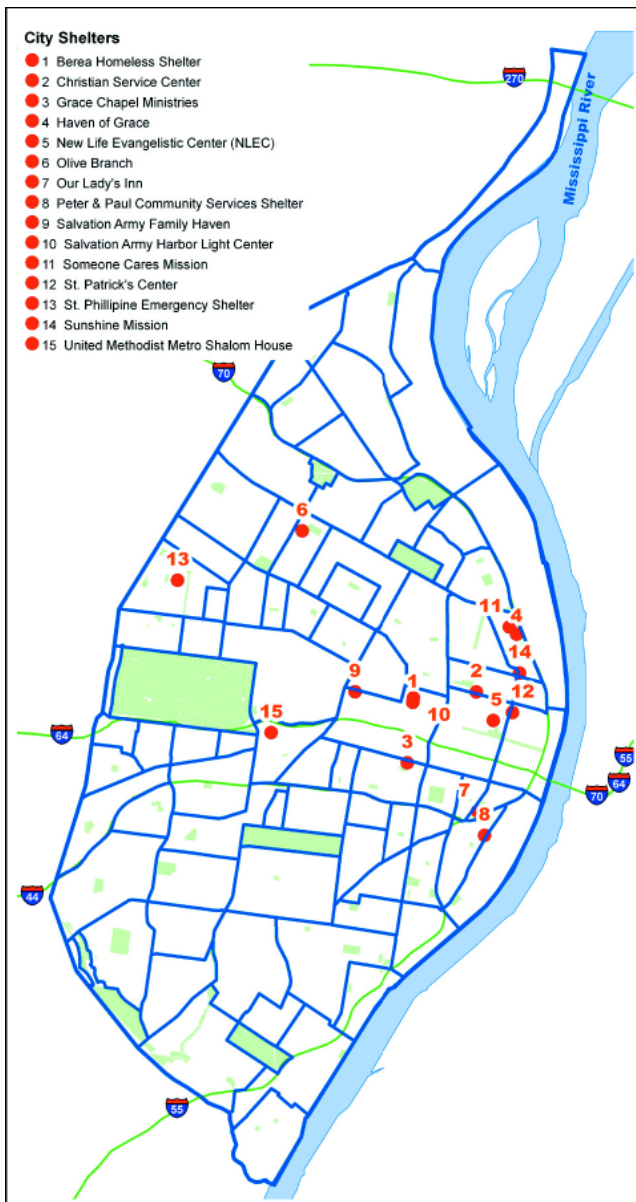 City Shelters
1 Berea Homeless Shelter
2 Christian Service Center
3 Grace Chapel Ministries
4 Haven of Grace
5 New Life Evangelistic Center (NLEC)
6 Olive Branch
7 Our Lady's Inn
8 Peter & Paul Community Services Shelter
9 Salvation Army Family Haven
10 Salvation Army Harbor Light Center
11 Someone Cares Mission
12 St. Patrick's Center
13 St. Phillipine Emergency Shelter
14 Sunshine Mission
15 United Methodist Metro Shalom House
270
Mississippi River
70
6
13
11 4
14
9
1
2
12
5
10
15
64
3
55
64
70
7
8
44
55